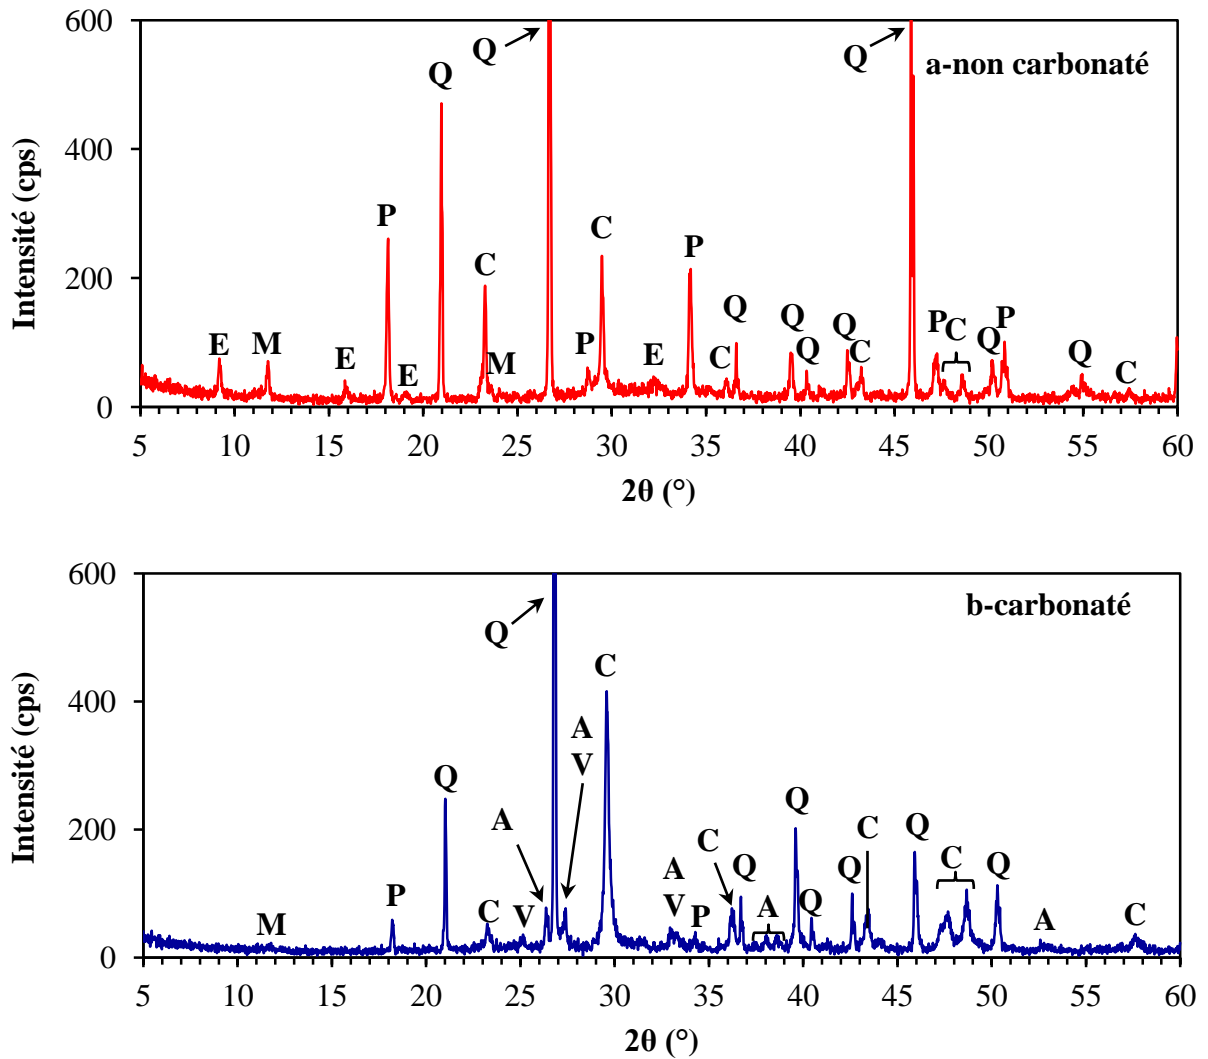 600
Q
Q
a-non carbonaté
Q
400
Intensité (cps)
P
C
P
200
Q
Q
Q
P
C
P
E
M
E
E
M
P
E
C
Q
C
Q
Q
C
0
5 10 15 20 25 30 35 40 45 50 55 60
2θ (°)
600
b-carbonaté
Q
C
400
Intensité (cps)
A
V
Q
Q
A
C
C
Q
200
Q
C
Q
A
V
P
C
V
M
P
A
Q
A
C
0
5 10 15 20 25 30 35 40 45 50 55 60
2θ (°)